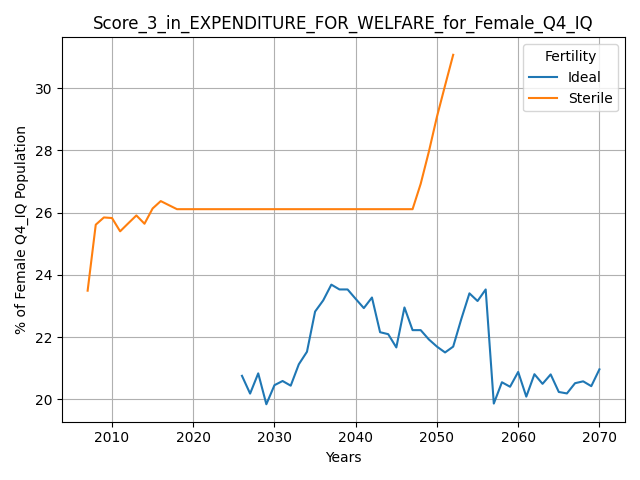 Score_3_in_EXPENDITURE_FOR_WELFARE_for_Female_Q4_IQ
% of Female Q4_IQ Population
30
28
26
24
22
20
Fertility
Ideal
Sterile
2010 2020 2030 2040 2050 2060 2070
Years